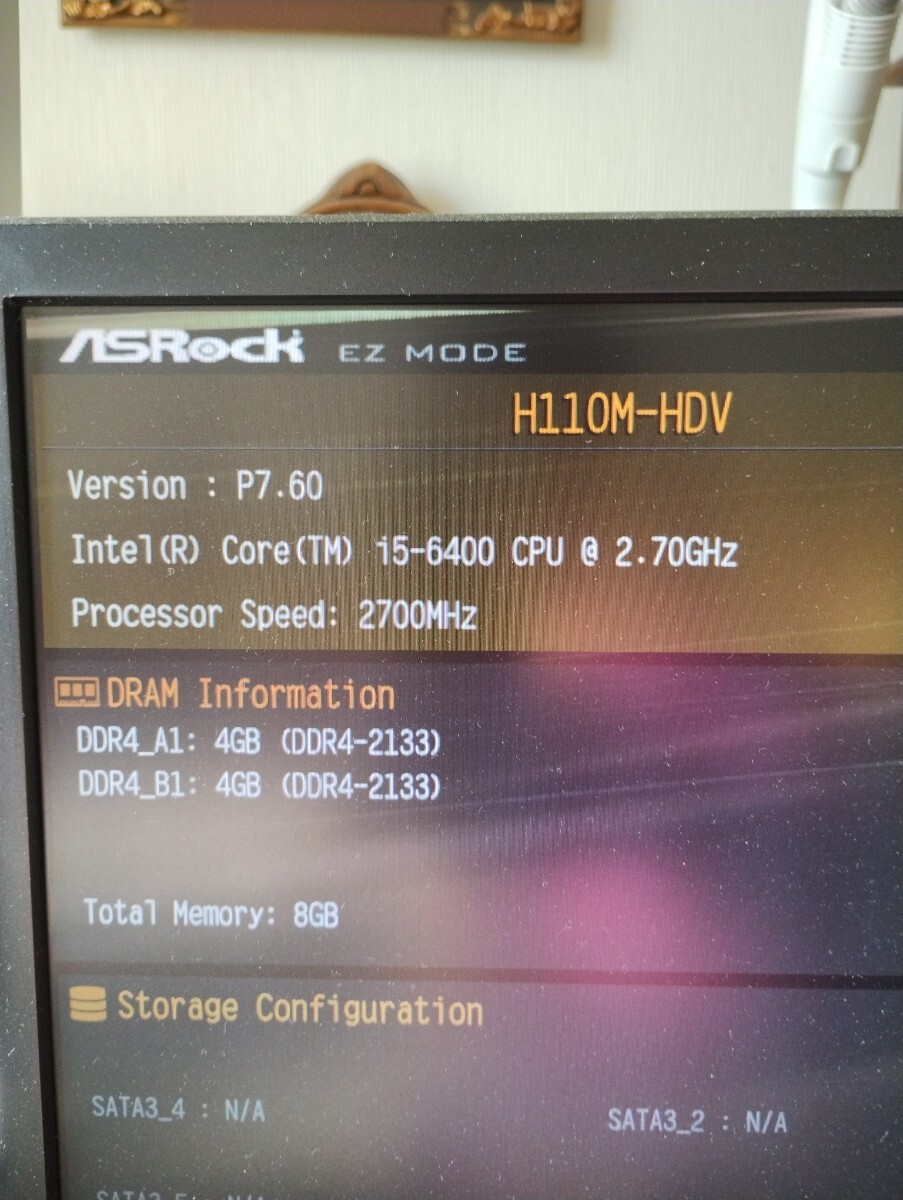 ASRock EZ MODE
H110M-HDV
Version : P7.60
Intel(R) Core(TM) i5-6400 CPU @ 2.70GHz
Processor Speed: 2700MHz
DRAM Information
DDR4_A1: 4GB (DDR4-2133)
DDR4_B1: 4GB (DDR4-2133)
Total Memory: 8GB
Storage Configuration
SATA3_4 : N/A SATA3_2 : N/A